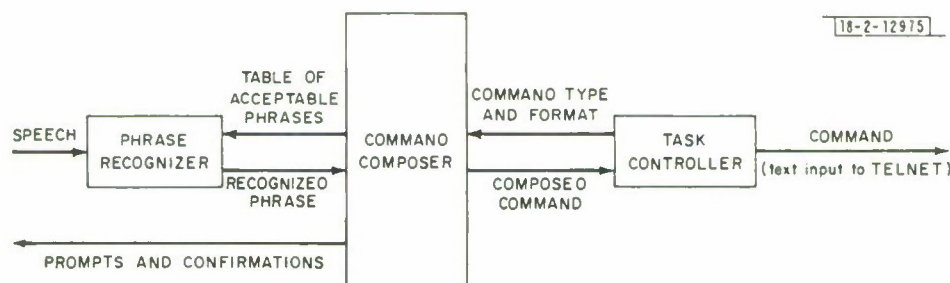 18-2-12975
TABLE OF
ACCEPTABLE
PHRASES
COMMANO TYPE
AND FORMAT
SPEECH
PHRASE
RECOGNIZER
COMMANO
COMPOSER
TASK
CONTROLLER
COMMAND
(text input to TELNET)
RECOGNIZED
PHRASE
COMPOSEO
COMMAND
PROMPTS AND CONFIRMATIONS